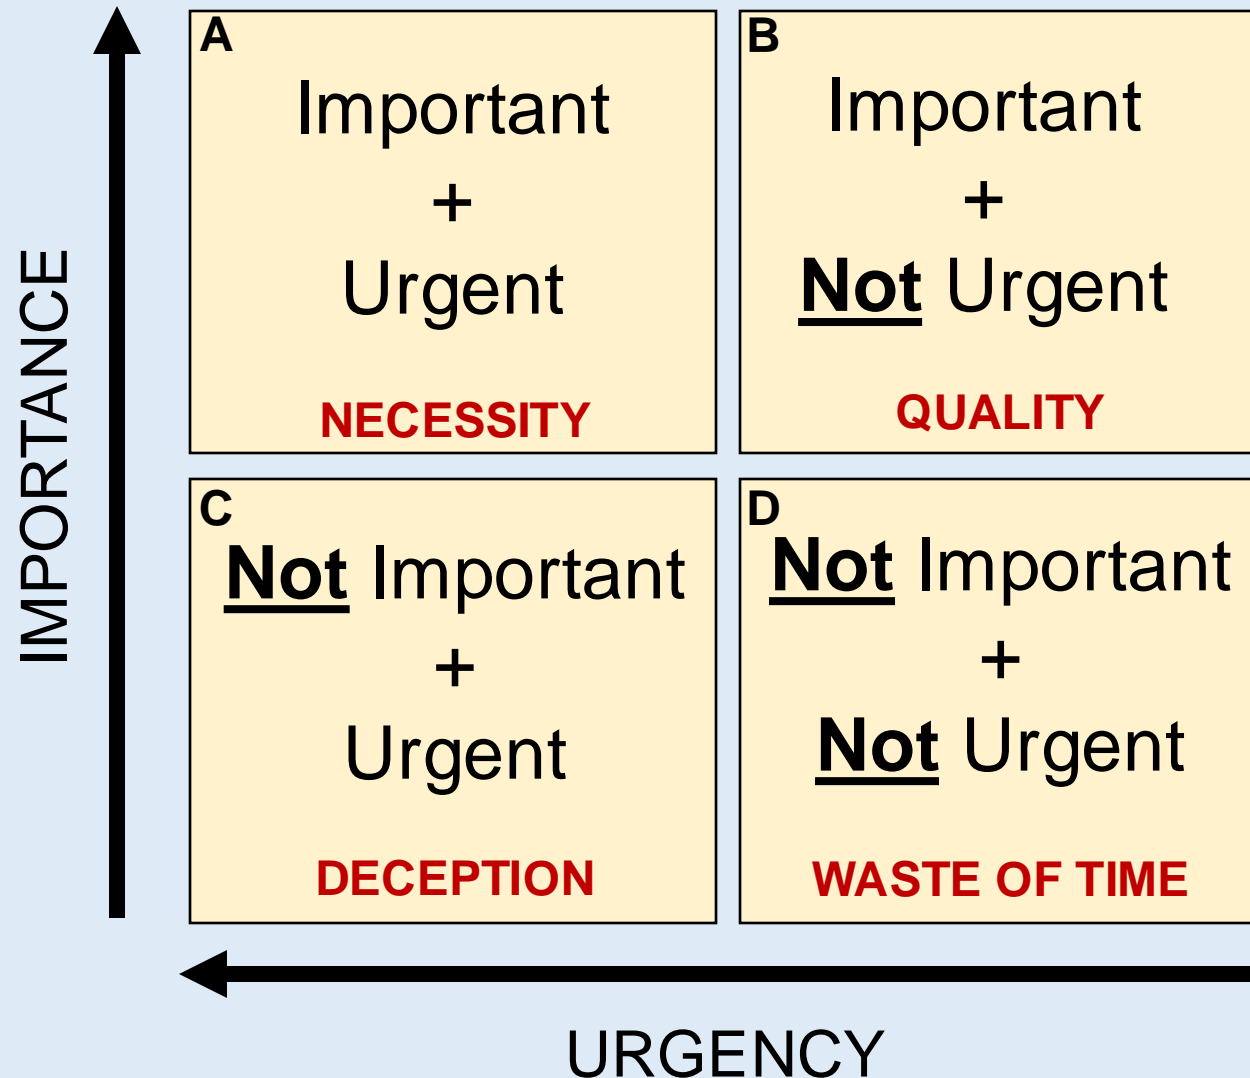 IMPORTANCE
A
Important
+
Urgent
NECESSITY
B
Important
+
Not Urgent
QUALITY
C
Not Important
+
Urgent
DECEPTION
D
Not Important
+
Not Urgent
WASTE OF TIME
URGENCY